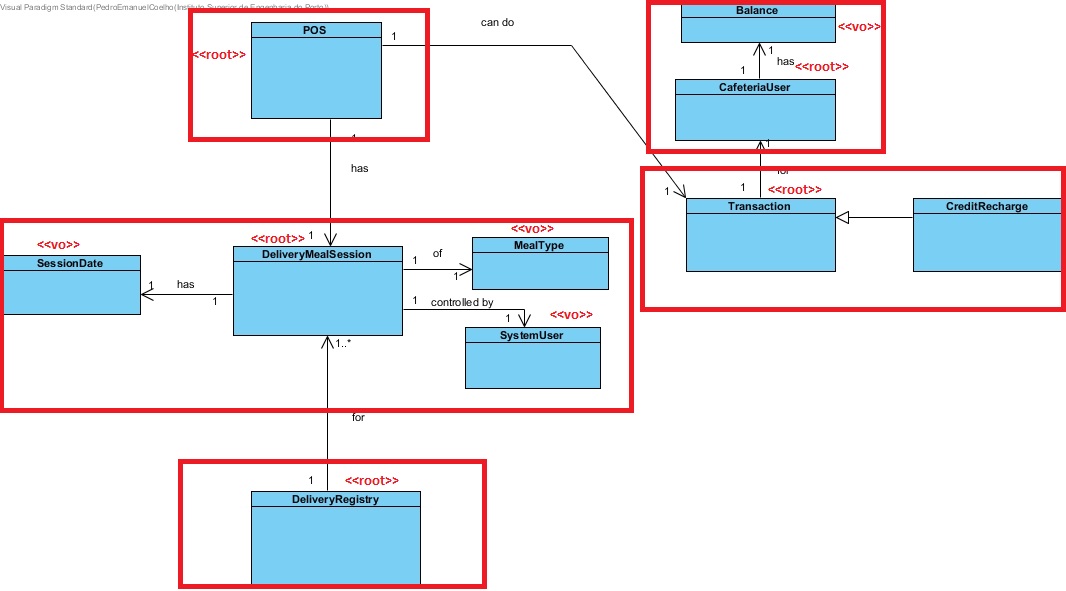 Visual Paradigm Standard(PedroEmanuelCoelho(Instituto Superior de Engenharia do Porto))
POS
<<root>>
1
can do
Balance
<<vo>>
1
has
1
<<root>>
CafeteriaUser
1
1
has
1
for
1
<<root>>
1
Transaction
CreditRecharge
<<vo>>
<<root>>
1
<<vo>>
SessionDate
DeliveryMealSession
MealType
1
of
1
1
has
1
1
controlled by
1
<<vo>>
SystemUser
1..*
for
1
<<root>>
DeliveryRegistry